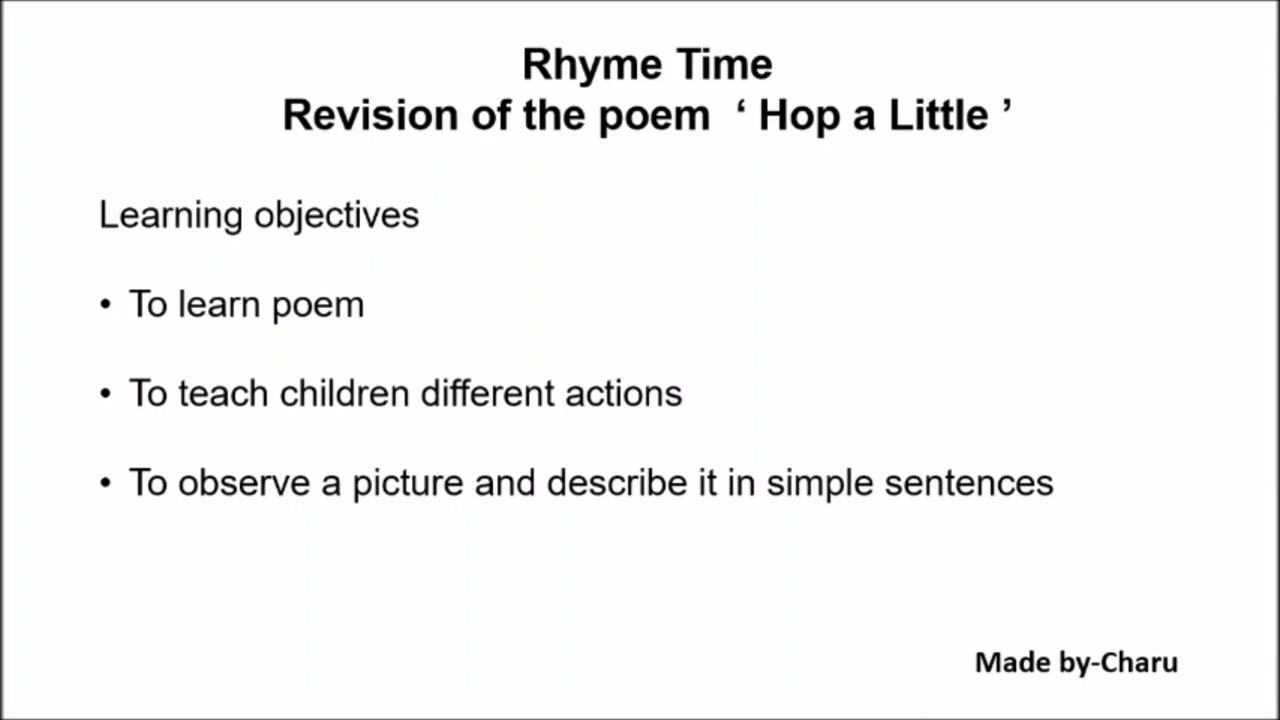 Rhyme Time
Revision of the poem ‘ Hop a Little ’
Learning objectives
• To learn poem
• To teach children different actions
• To observe a picture and describe it in simple sentences
Made by-Charu